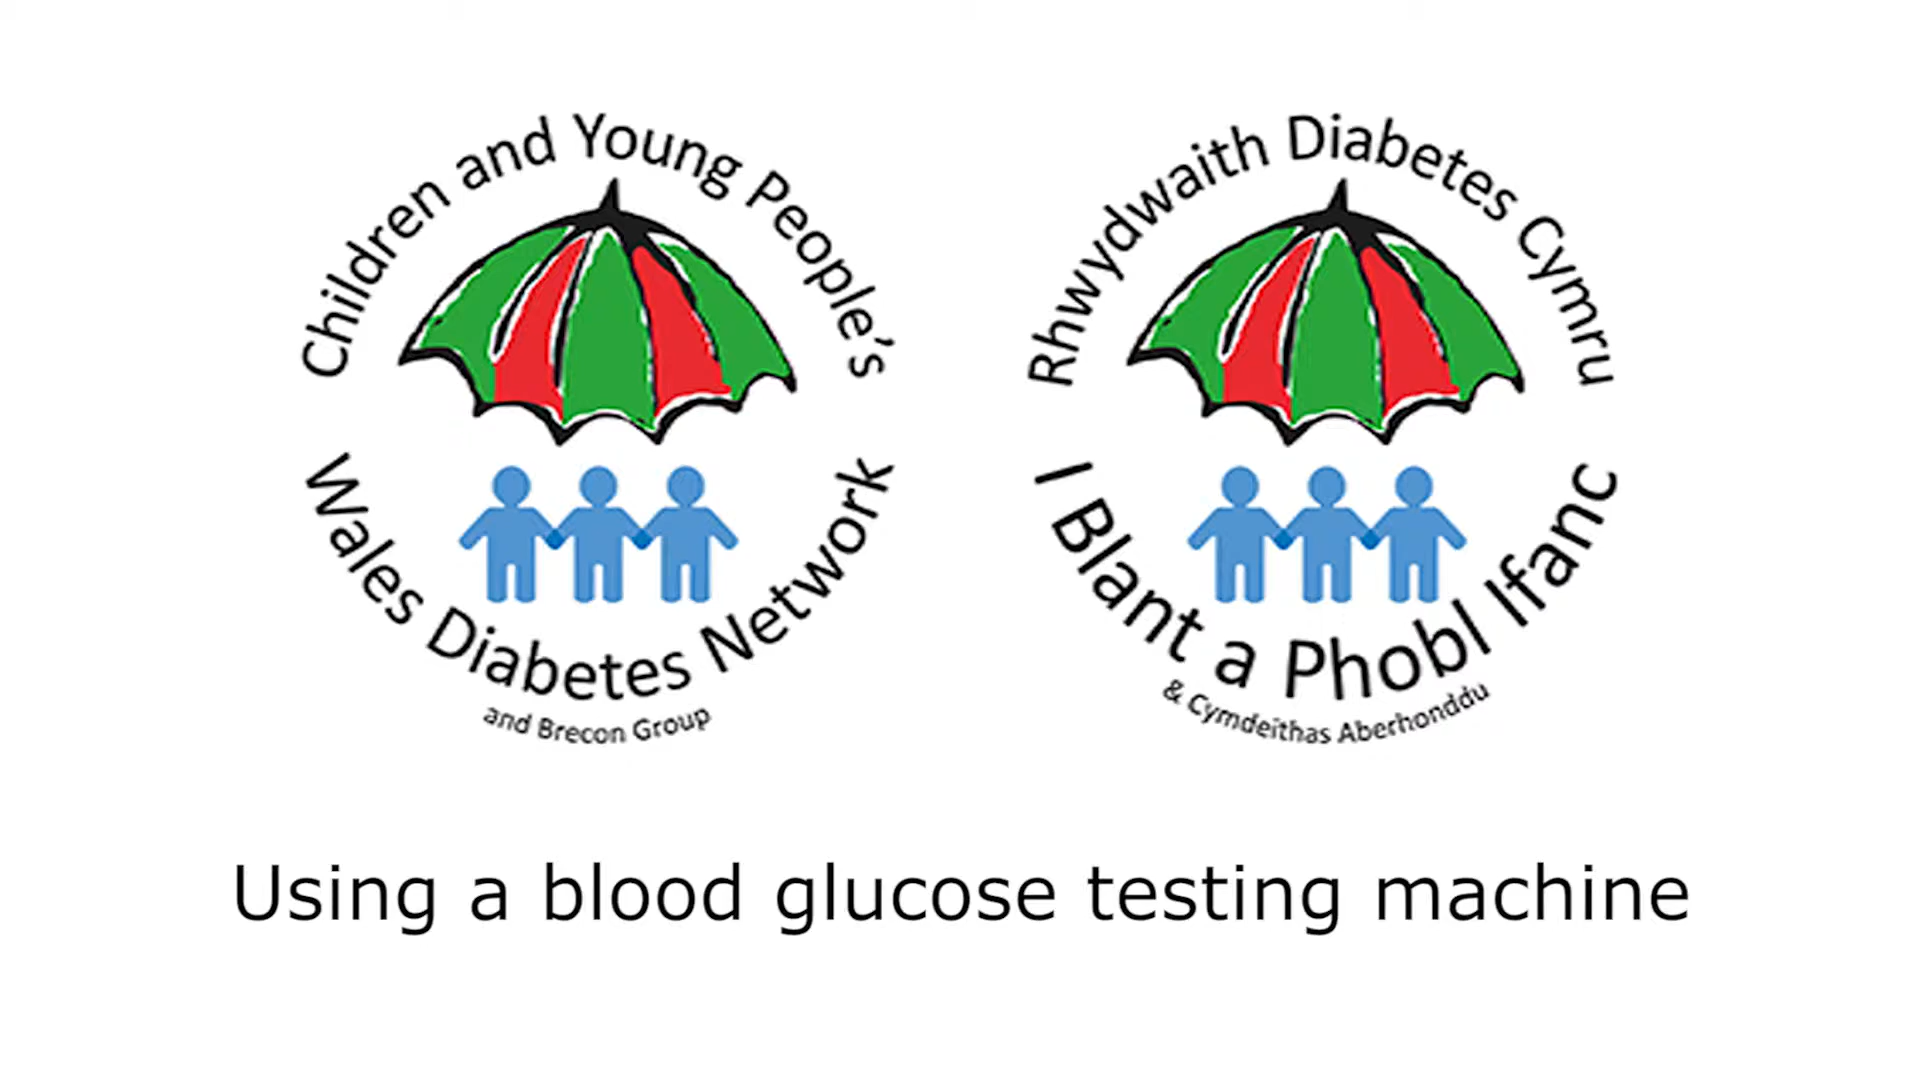 Children and Young People's
Wales Diabetes Network
and Brecon Group
Rhwydwaith Diabetes Cymru
I Blant a Phobl Ifanc
& Cymdeithas Aberhonddu
Using a blood glucose testing machine